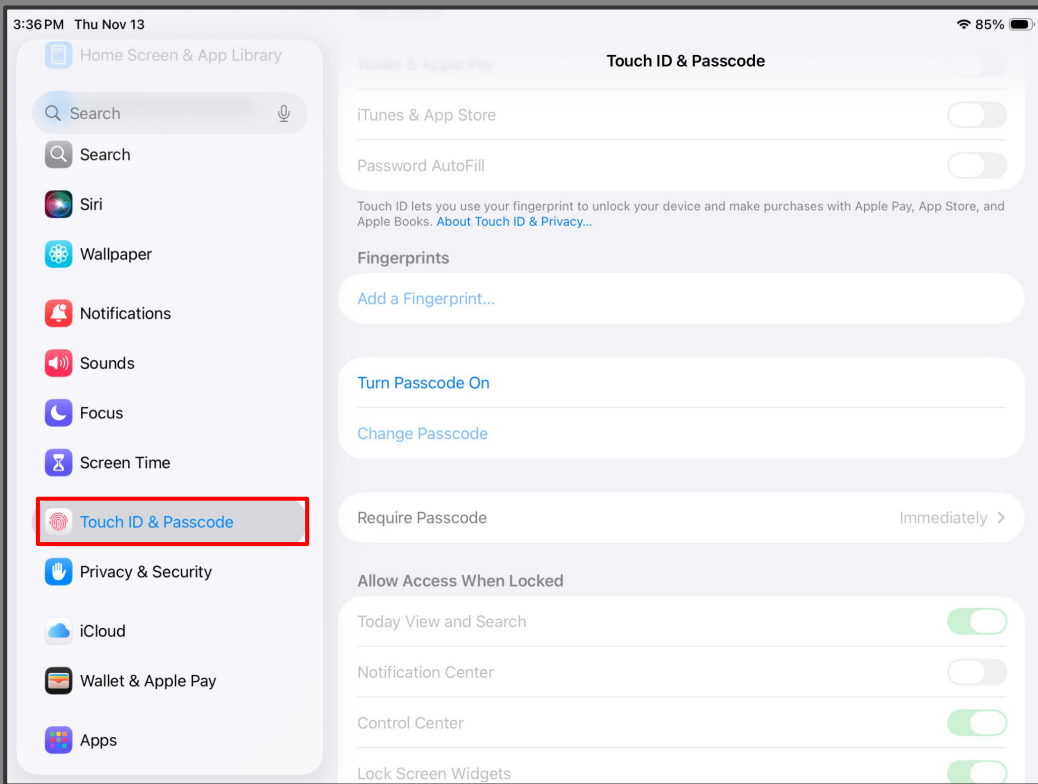 3:36 PM Thu Nov 13
85%
Home Screen & App Library
Search
Search
Siri
Wallpaper
Notifications
Sounds
Focus
Screen Time
Touch ID & Passcode
Privacy & Security
iCloud
Wallet & Apple Pay
Apps
Touch ID & Passcode
Wallet & Apple Pay
iTunes & App Store
Password AutoFill
Touch ID lets you use your fingerprint to unlock your device and make purchases with Apple Pay, App Store, and
Apple Books. About Touch ID & Privacy...
Fingerprints
Add a Fingerprint...
Turn Passcode On
Change Passcode
Require Passcode
Immediately
Allow Access When Locked
Today View and Search
Notification Center
Control Center
Lock Screen Widgets